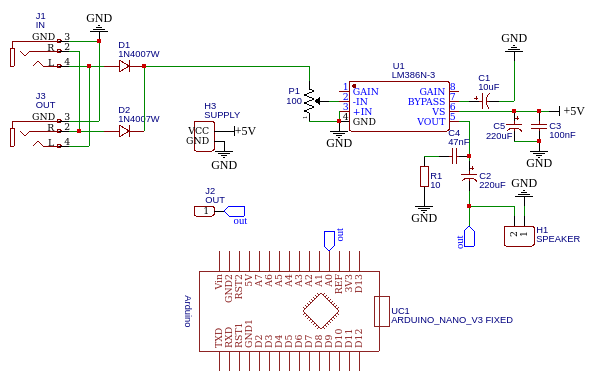 J1
IN
GND 3
R 2
L 4
GND
D1
1N4007W
J3
OUT
GND 3
R 2
L 4
D2
1N4007W
H3
SUPPLY
VCC
GND
+5V
GND
P1
100
U1
LM386N-3
1 GAIN
2 -IN
3 +IN
4 GND
GAIN 8
BYPASS 7
VS 6
VOUT 5
GND
GND
C1
10uF
+
+5V
C5
220uF
+
C3
100nF
GND
C4
47nF
R1
10
GND
C2
220uF
+
GND
out
H1
SPEAKER
2 1
J2
OUT
1
out
out
Arduino
Vin GND2 RST2 5V A7 A6 A5 A4 A3 A2 A1 A0 REF 3V3 D13
TXD RXD RST1 GND1 D2 D3 D4 D5 D6 D7 D8 D9 D10 D11 D12
UC1
ARDUINO_NANO_V3 FIXED